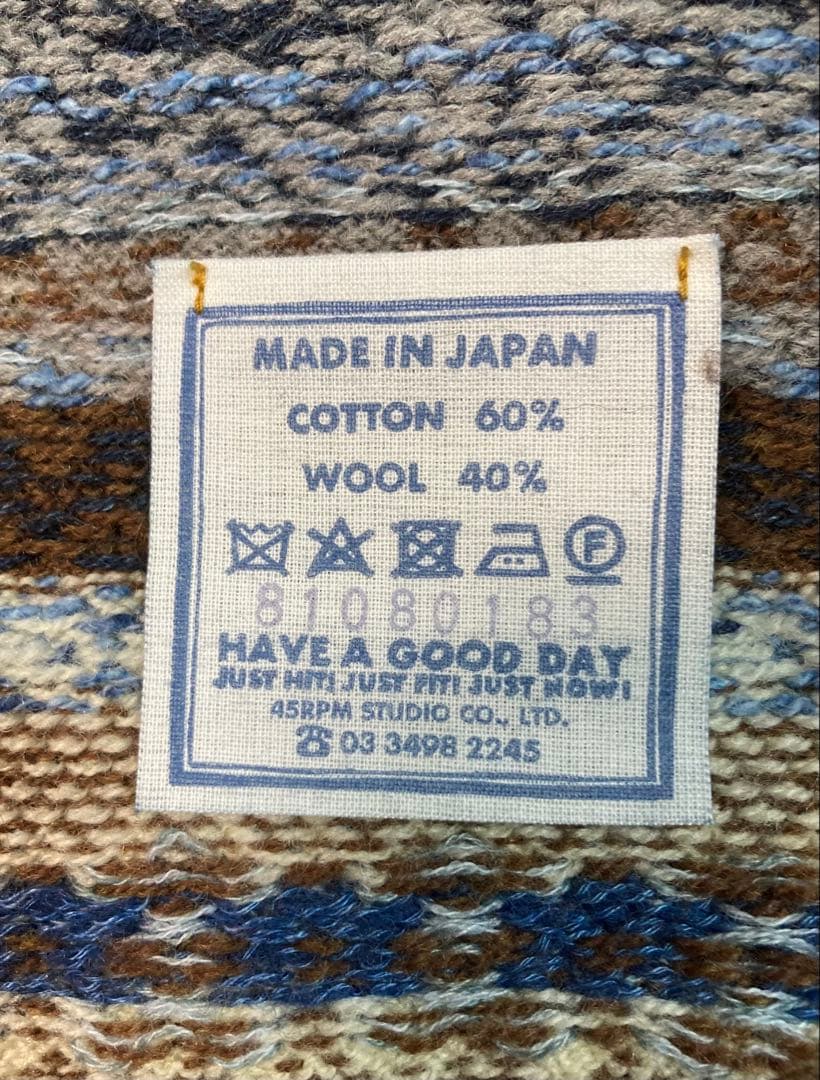 MADE IN JAPAN
COTTON 60%
WOOL 40%
F
81080183
HAVE A GOOD DAY
JUST HIT! JUST FIT! JUST NOW!
45RPM STUDIO CO., LTD.
☎ 03 3498 2245